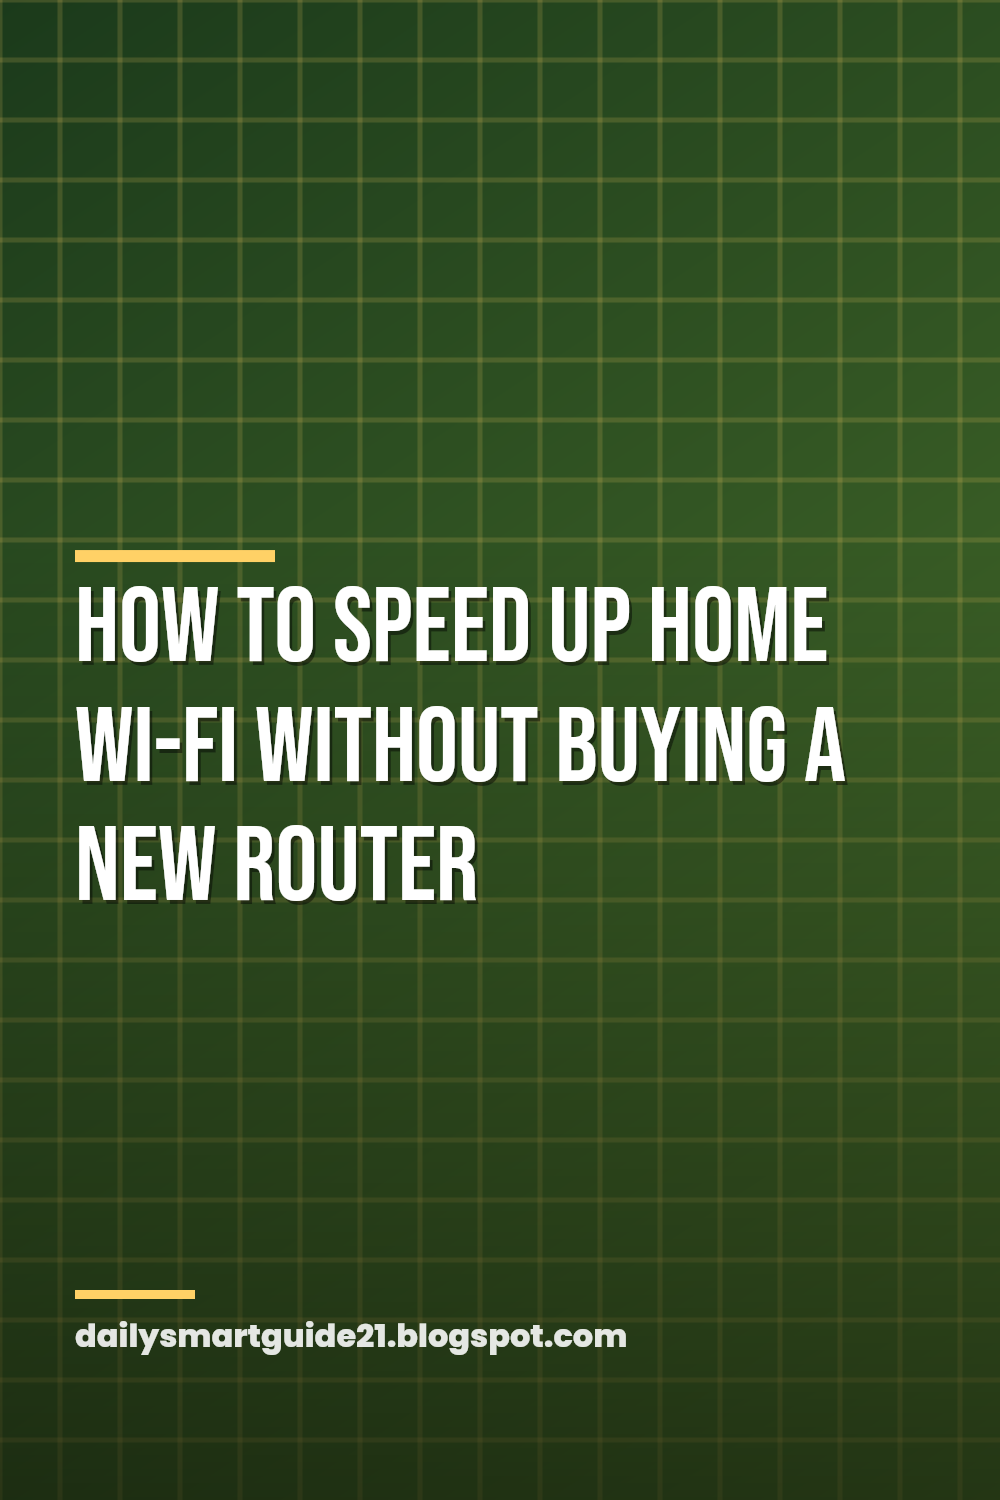 HOW TO SPEED UP HOME
WI-FI WITHOUT BUYING A
NEW ROUTER
dailysmartguide21.blogspot.com